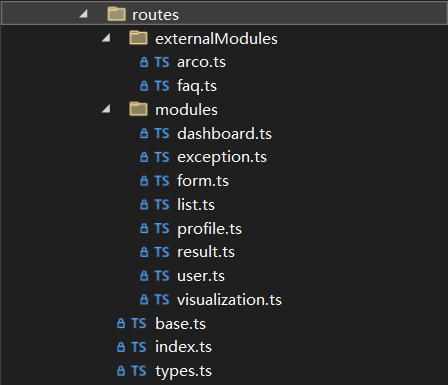 routes
externalModules
TS arco.ts
TS faq.ts
modules
TS dashboard.ts
TS exception.ts
TS form.ts
TS list.ts
TS profile.ts
TS result.ts
TS user.ts
TS visualization.ts
TS base.ts
TS index.ts
TS types.ts